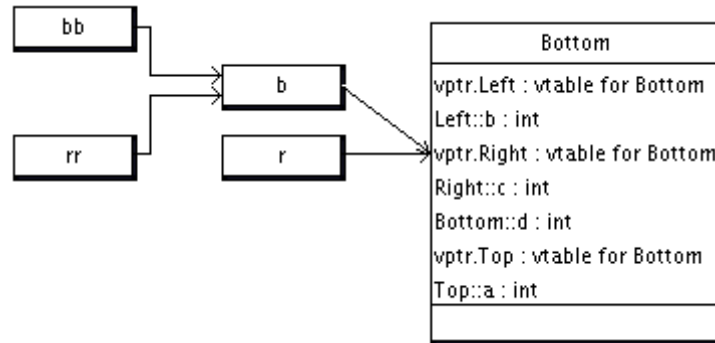 bb
rr
b
r
Bottom
vptr.Left : vtable for Bottom
Left::b : int
vptr.Right : vtable for Bottom
Right::c : int
Bottom::d : int
vptr.Top : vtable for Bottom
Top::a : int